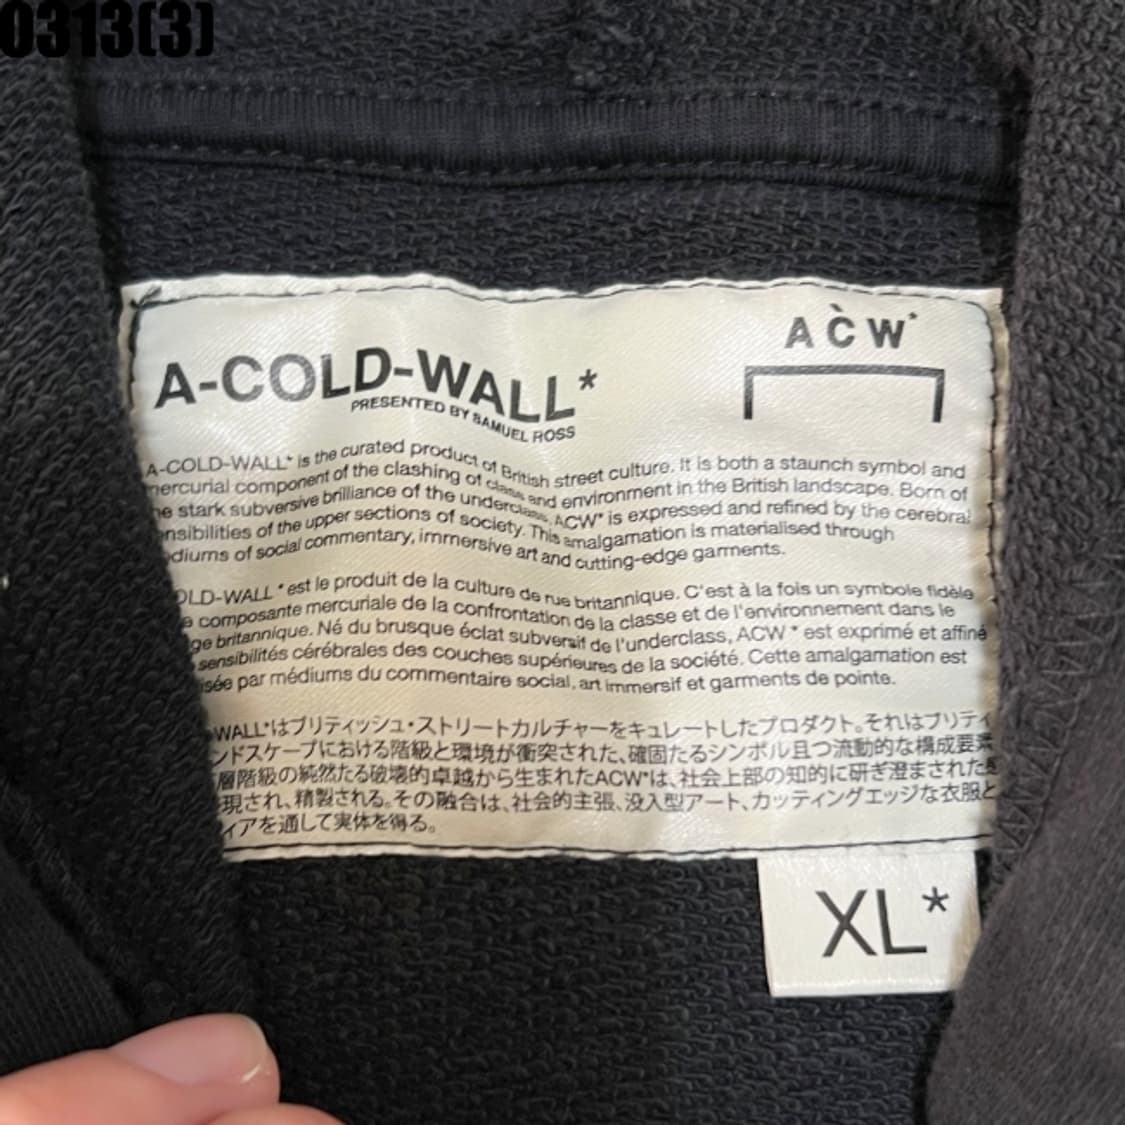 0313(3)
A-COLD-WALL*
PRESENTED BY SAMUEL ROSS
A C̀ W*
A-COLD-WALL* is the curated product of British street culture. It is both a staunch symbol and
mercurial component of the clashing of class and environment in the British landscape. Born of
stark subversive brilliance of the underclass, ACW* is expressed and refined by the cerebral
sensibilities of the upper sections of society. This amalgamation is materialised through
mediums of social commentary, immersive art and cutting-edge garments.
OLD-WALL * est le produit de la culture de rue britannique. C'est à la fois un symbole fidèle
composante mercuriale de la confrontation de la classe et de l'environnement dans le
britannique. Né du brusque éclat subversif de l'underclass, ACW * est exprimé et affiné
sensibilités cérébrales des couches supérieures de la société. Cette amalgamation est
par médiums du commentaire social, art immersif et garments de pointe.
WALL*はブリティッシュ・ストリートカルチャーをキュレートしたプロダクト。それはブリティ
ンドスケープにおける階級と環境が衝突された、確固たるシンボル且つ流動的な構成要素
層階級の純然たる破壊的卓越から生まれたACW*は、社会上部の知的に研ぎ澄まされた
現され、精製される。その融合は、社会的主張、没入型アート、カッティングエッジな衣服と
ィアを通して実体を得る。
XL*